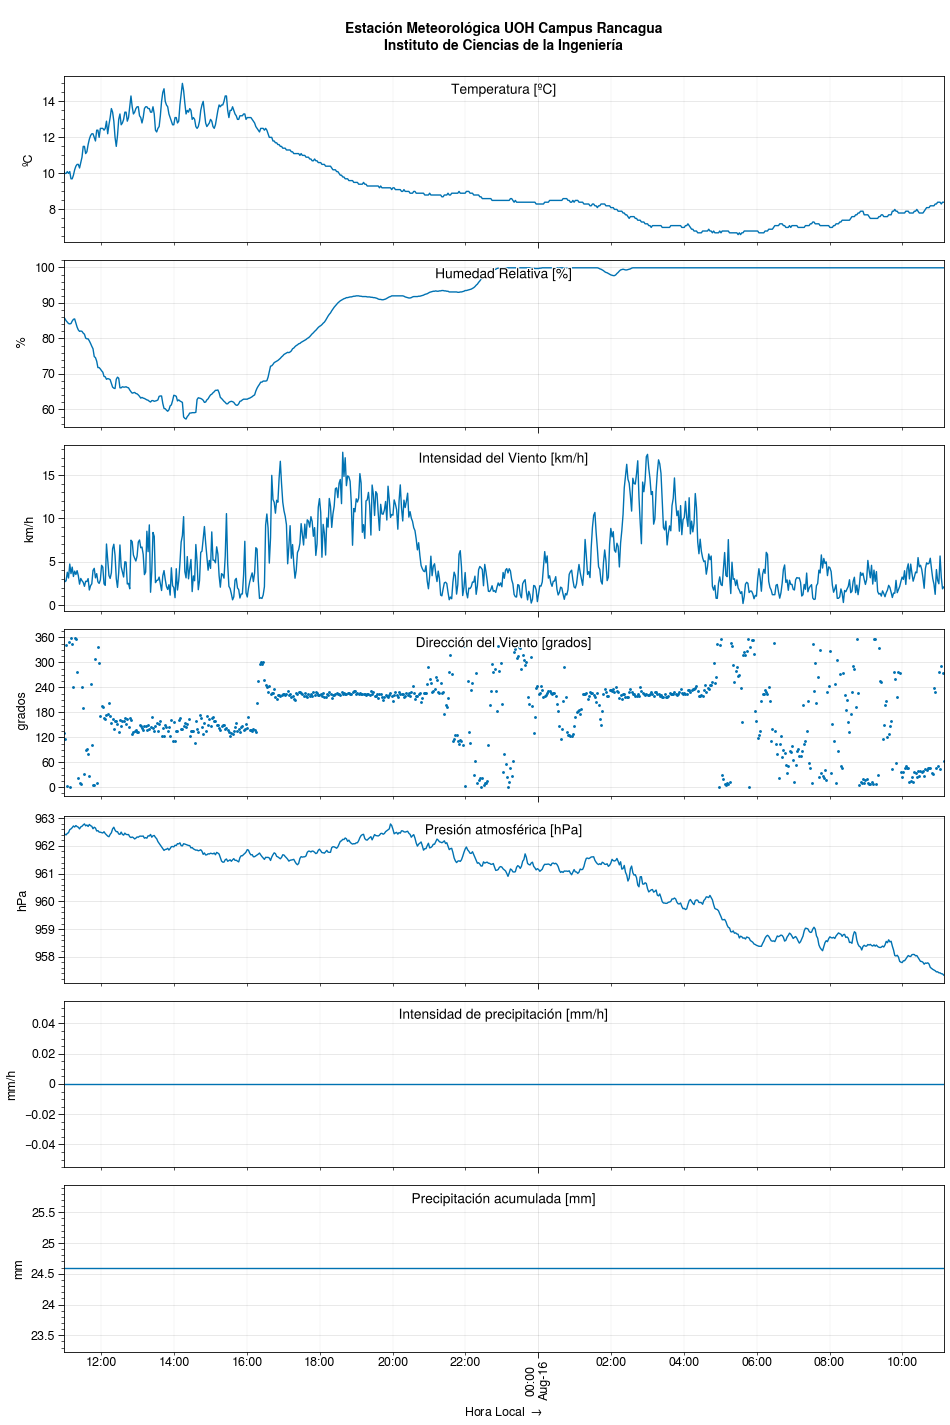 Estación Meteorológica UOH Campus Rancagua
Instituto de Ciencias de la Ingeniería
Temperatura [ºC]
14
12
10
8
ºC
Humedad Relativa [%]
100
90
80
70
60
%
Intensidad del Viento [km/h]
15
10
5
0
km/h
Dirección del Viento [grados]
360
300
240
180
120
60
0
grados
Presión atmosférica [hPa]
963
962
961
960
959
958
hPa
Intensidad de precipitación [mm/h]
0.04
0.02
0
−0.02
−0.04
mm/h
Precipitación acumulada [mm]
25.5
25
24.5
24
23.5
mm
12:00 14:00 16:00 18:00 20:00 22:00 00:00 02:00 04:00 06:00 08:00 10:00
Aug-16
Hora Local →